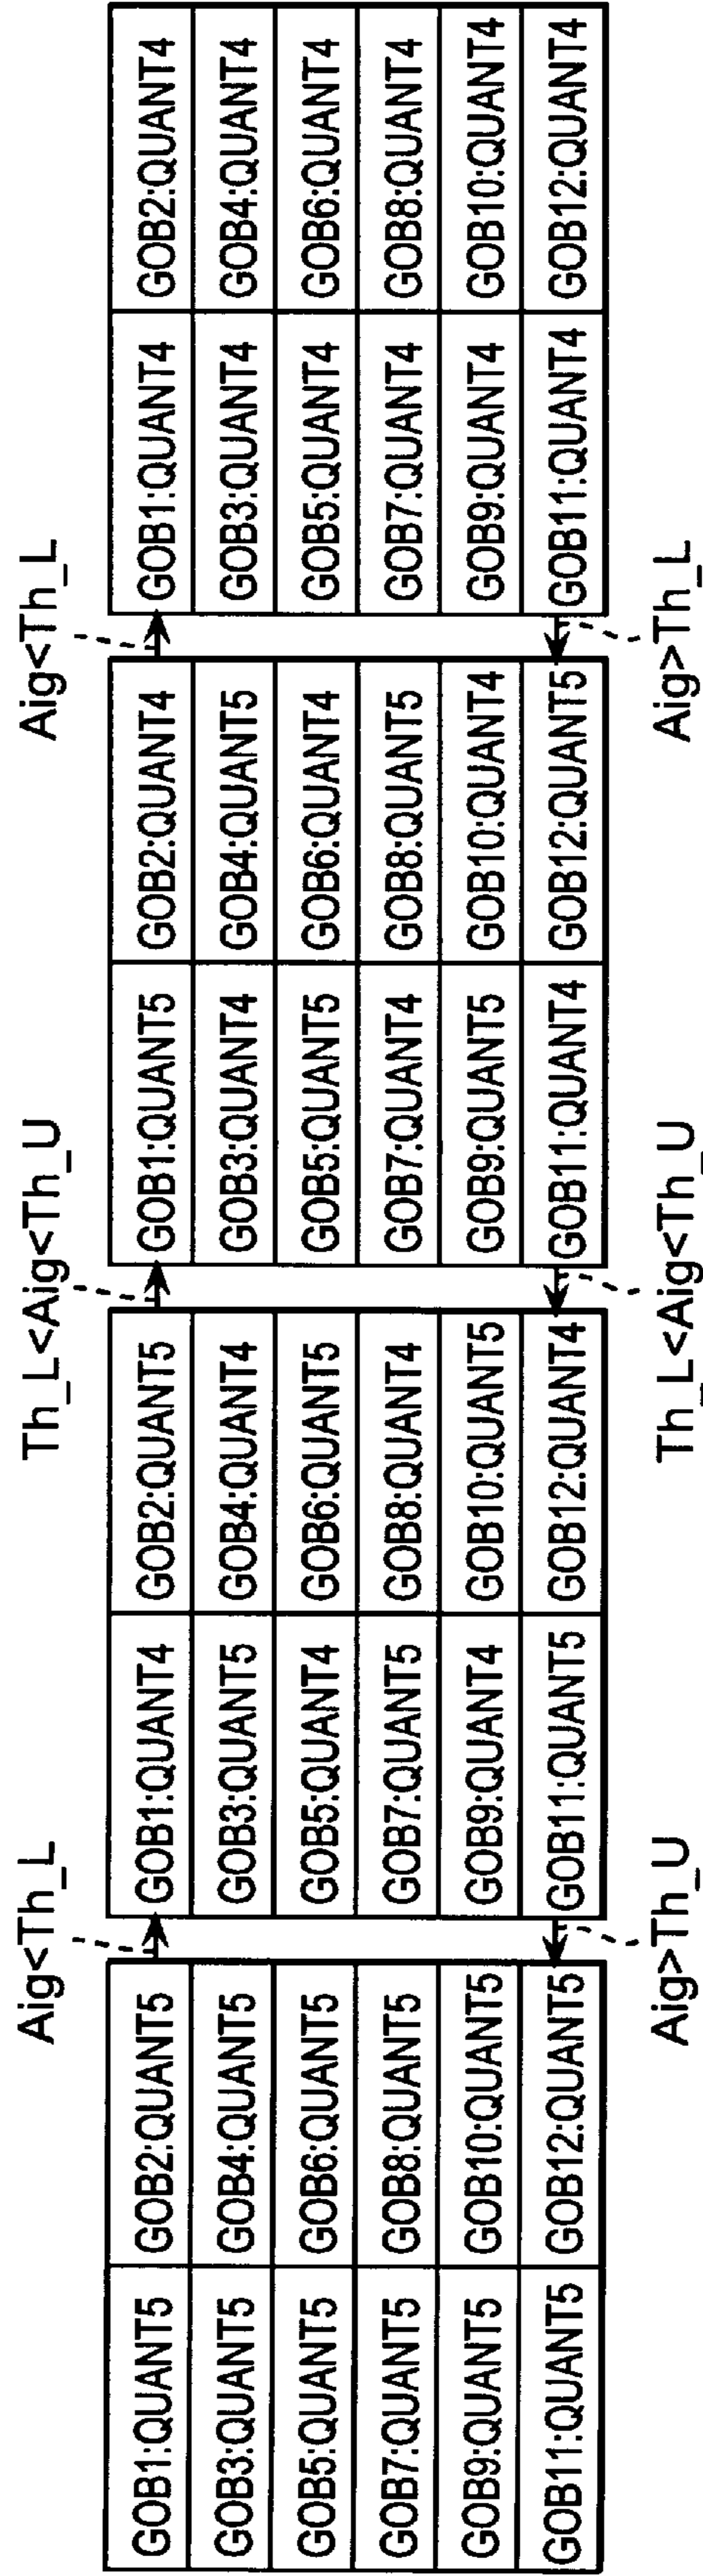 Aig<Th_L
Th_L<Aig<Th_U
Aig<Th_L
GOB1:QUANT5 GOB2:QUANT5
GOB3:QUANT5 GOB4:QUANT5
GOB5:QUANT5 GOB6:QUANT5
GOB7:QUANT5 GOB8:QUANT5
GOB9:QUANT5 GOB10:QUANT5
GOB11:QUANT5 GOB12:QUANT5
GOB1:QUANT4 GOB2:QUANT5
GOB3:QUANT5 GOB4:QUANT4
GOB5:QUANT4 GOB6:QUANT5
GOB7:QUANT5 GOB8:QUANT4
GOB9:QUANT4 GOB10:QUANT5
GOB11:QUANT5 GOB12:QUANT4
GOB1:QUANT5 GOB2:QUANT4
GOB3:QUANT4 GOB4:QUANT5
GOB5:QUANT5 GOB6:QUANT4
GOB7:QUANT4 GOB8:QUANT5
GOB9:QUANT5 GOB10:QUANT4
GOB11:QUANT4 GOB12:QUANT5
GOB1:QUANT4 GOB2:QUANT4
GOB3:QUANT4 GOB4:QUANT4
GOB5:QUANT4 GOB6:QUANT4
GOB7:QUANT4 GOB8:QUANT4
GOB9:QUANT4 GOB10:QUANT4
GOB11:QUANT4 GOB12:QUANT4
Aig>Th_U
Th_L<Aig<Th_U
Aig>Th_L